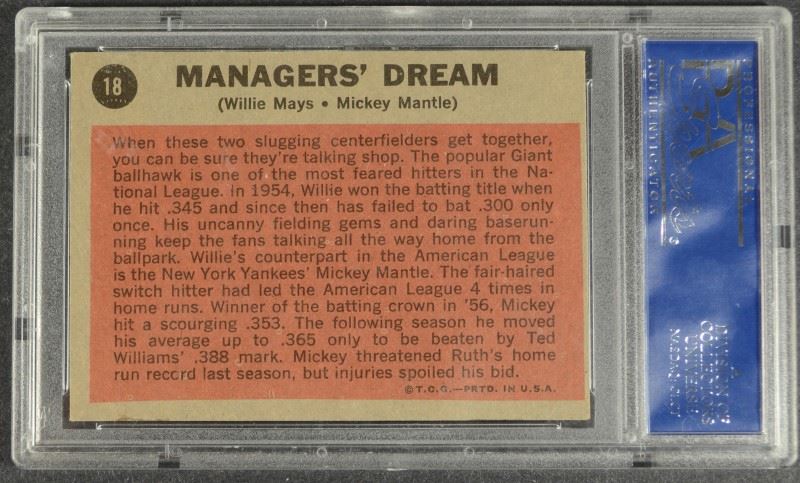 18
MANAGERS' DREAM
(Willie Mays • Mickey Mantle)
When these two slugging centerfielders get together,
you can be sure they're talking shop. The popular Giant
ballhawk is one of the most feared hitters in the Na-
tional League. In 1954, Willie won the batting title when
he hit .345 and since then has failed to bat .300 only
once. His uncanny fielding gems and daring baserun-
ning keep the fans talking all the way home from the
ballpark. Willie's counterpart in the American League
is the New York Yankees' Mickey Mantle. The fair-haired
switch hitter had led the American League 4 times in
home runs. Winner of the batting crown in '56, Mickey
hit a scourging .353. The following season he moved
his average up to .365 only to be beaten by Ted
Williams' .388 mark. Mickey threatened Ruth's home
run record last season, but injuries spoiled his bid.
© T.C.G.—PRTD. IN U.S.A.
PROFESSIONAL
PSA
AUTHENTICATOR
A
DIVISION OF
COLLECTORS
UNIVERSE